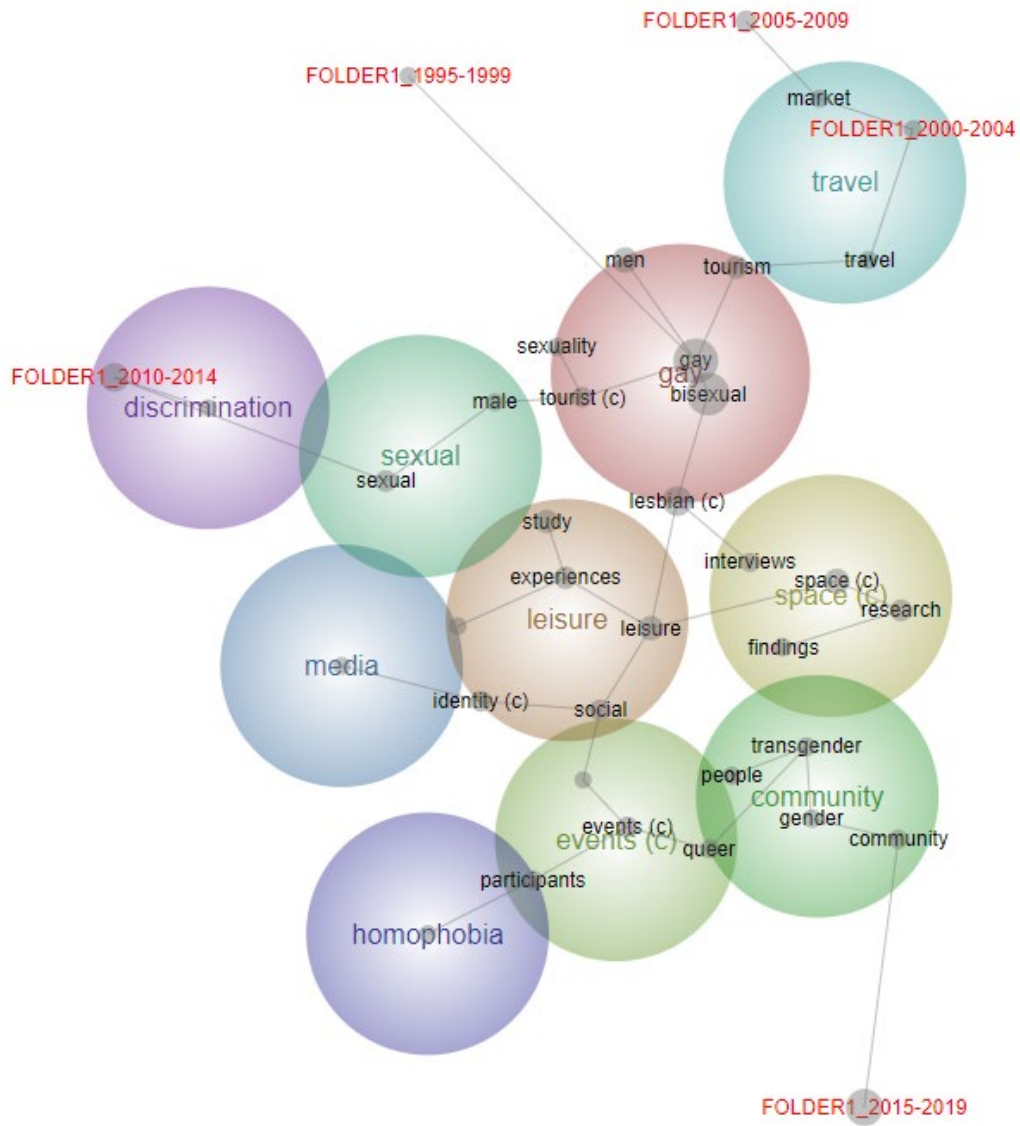 FOLDER1_2005-2009
FOLDER1_1995-1999
market
FOLDER1_2000-2004
travel
men
tourism
travel
sexuality
gay
gay
FOLDER1_2010-2014
discrimination
male
tourist (c)
bisexual
sexual
sexual
lesbian (c)
study
interviews
experiences
space (c)
space (c)
research
leisure
leisure
findings
media
identity (c)
social
transgender
people
community
gender
events (c)
events (c)
queer
community
participants
homophobia
FOLDER1_2015-2019